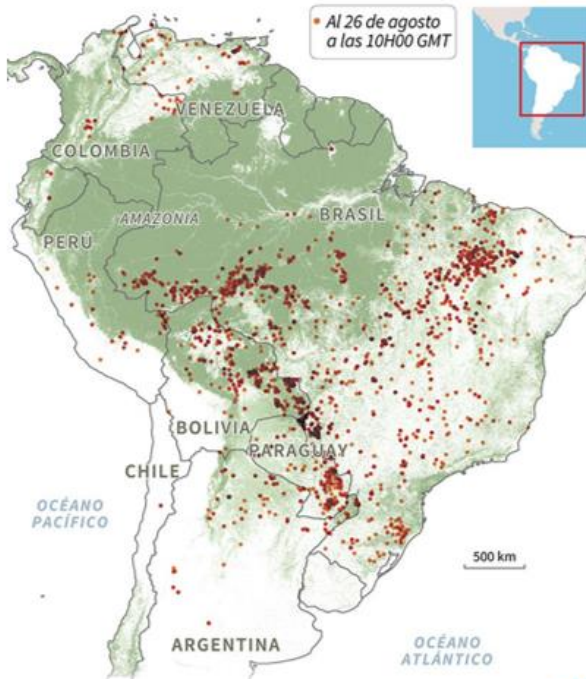 Al 26 de agosto
a las 10H00 GMT
VENEZUELA
COLOMBIA
AMAZONIA
BRASIL
PERÚ
BOLIVIA
PARAGUAY
CHILE
OCÉANO
PACÍFICO
500 km
ARGENTINA
OCÉANO
ATLÁNTICO